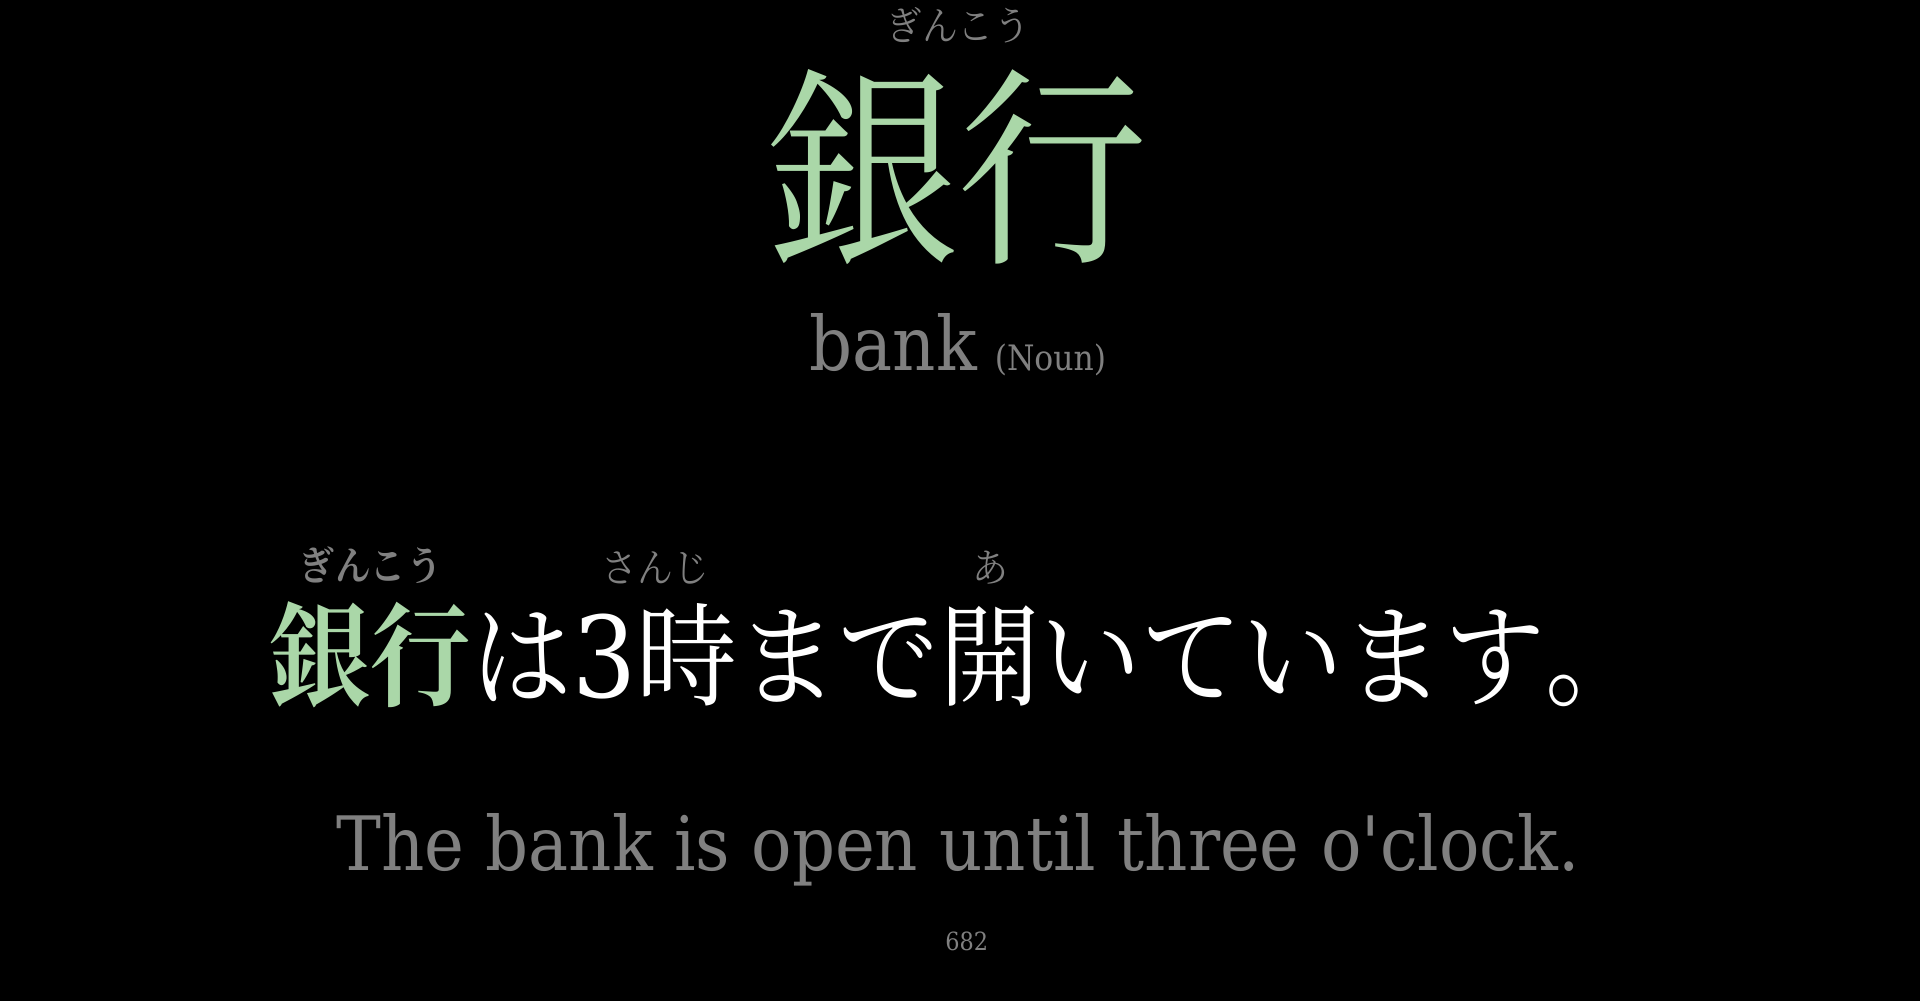 ぎんこう
銀行
bank (Noun)
ぎんこう さんじ あ
銀行は3時まで開いています。
The bank is open until three o'clock.
682